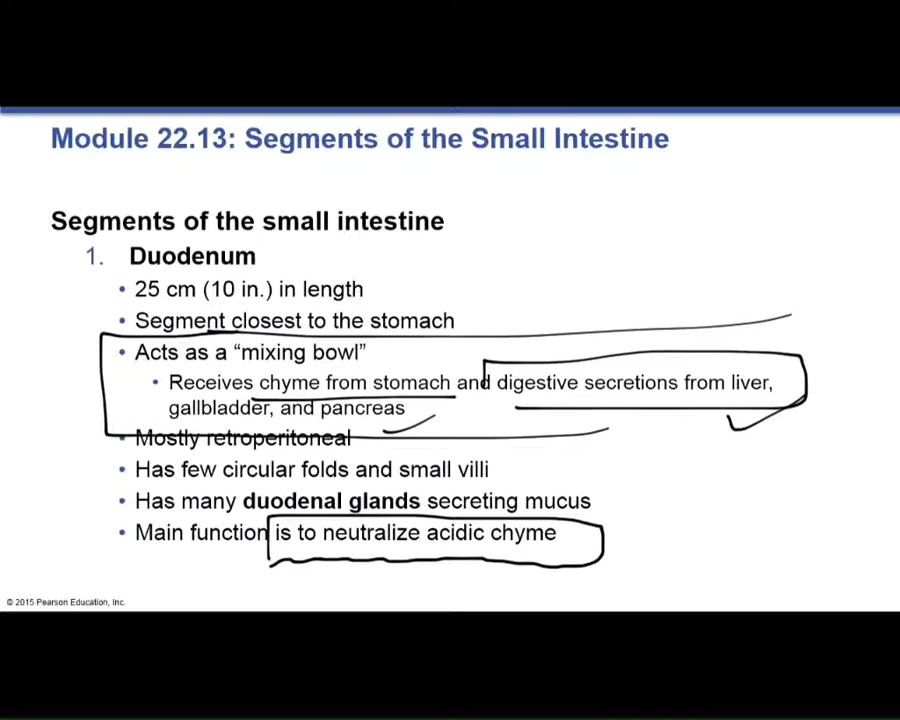 Module 22.13: Segments of the Small Intestine
Segments of the small intestine
1. Duodenum
• 25 cm (10 in.) in length
• Segment closest to the stomach
• Acts as a “mixing bowl”
• Receives chyme from stomach and digestive secretions from liver,
gallbladder, and pancreas
• Mostly retroperitoneal
• Has few circular folds and small villi
• Has many duodenal glands secreting mucus
• Main function is to neutralize acidic chyme
© 2015 Pearson Education, Inc.